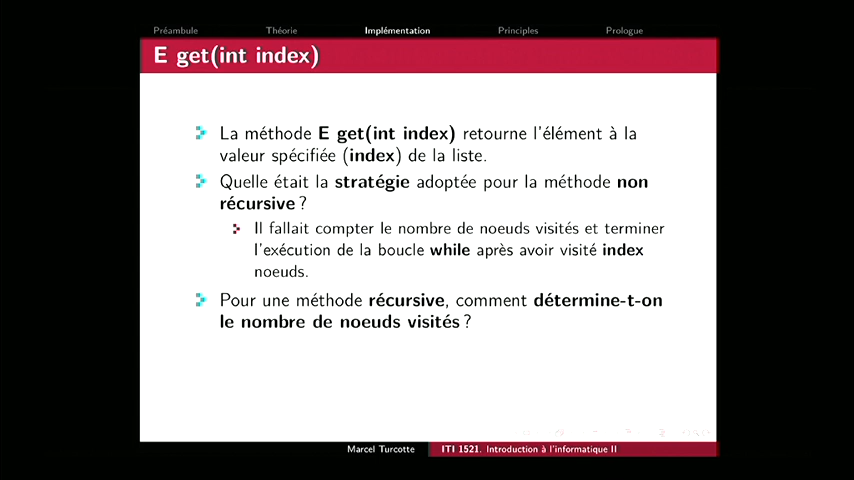 Préambule Théorie Implémentation Principles Prologue
E get(int index)
La méthode E get(int index) retourne l'élément à la
valeur spécifiée (index) de la liste.
Quelle était la stratégie adoptée pour la méthode non
récursive ?
Il fallait compter le nombre de noeuds visités et terminer
l'exécution de la boucle while après avoir visité index
noeuds.
Pour une méthode récursive, comment détermine-t-on
le nombre de noeuds visités ?
Marcel Turcotte ITI 1521. Introduction à l'informatique II